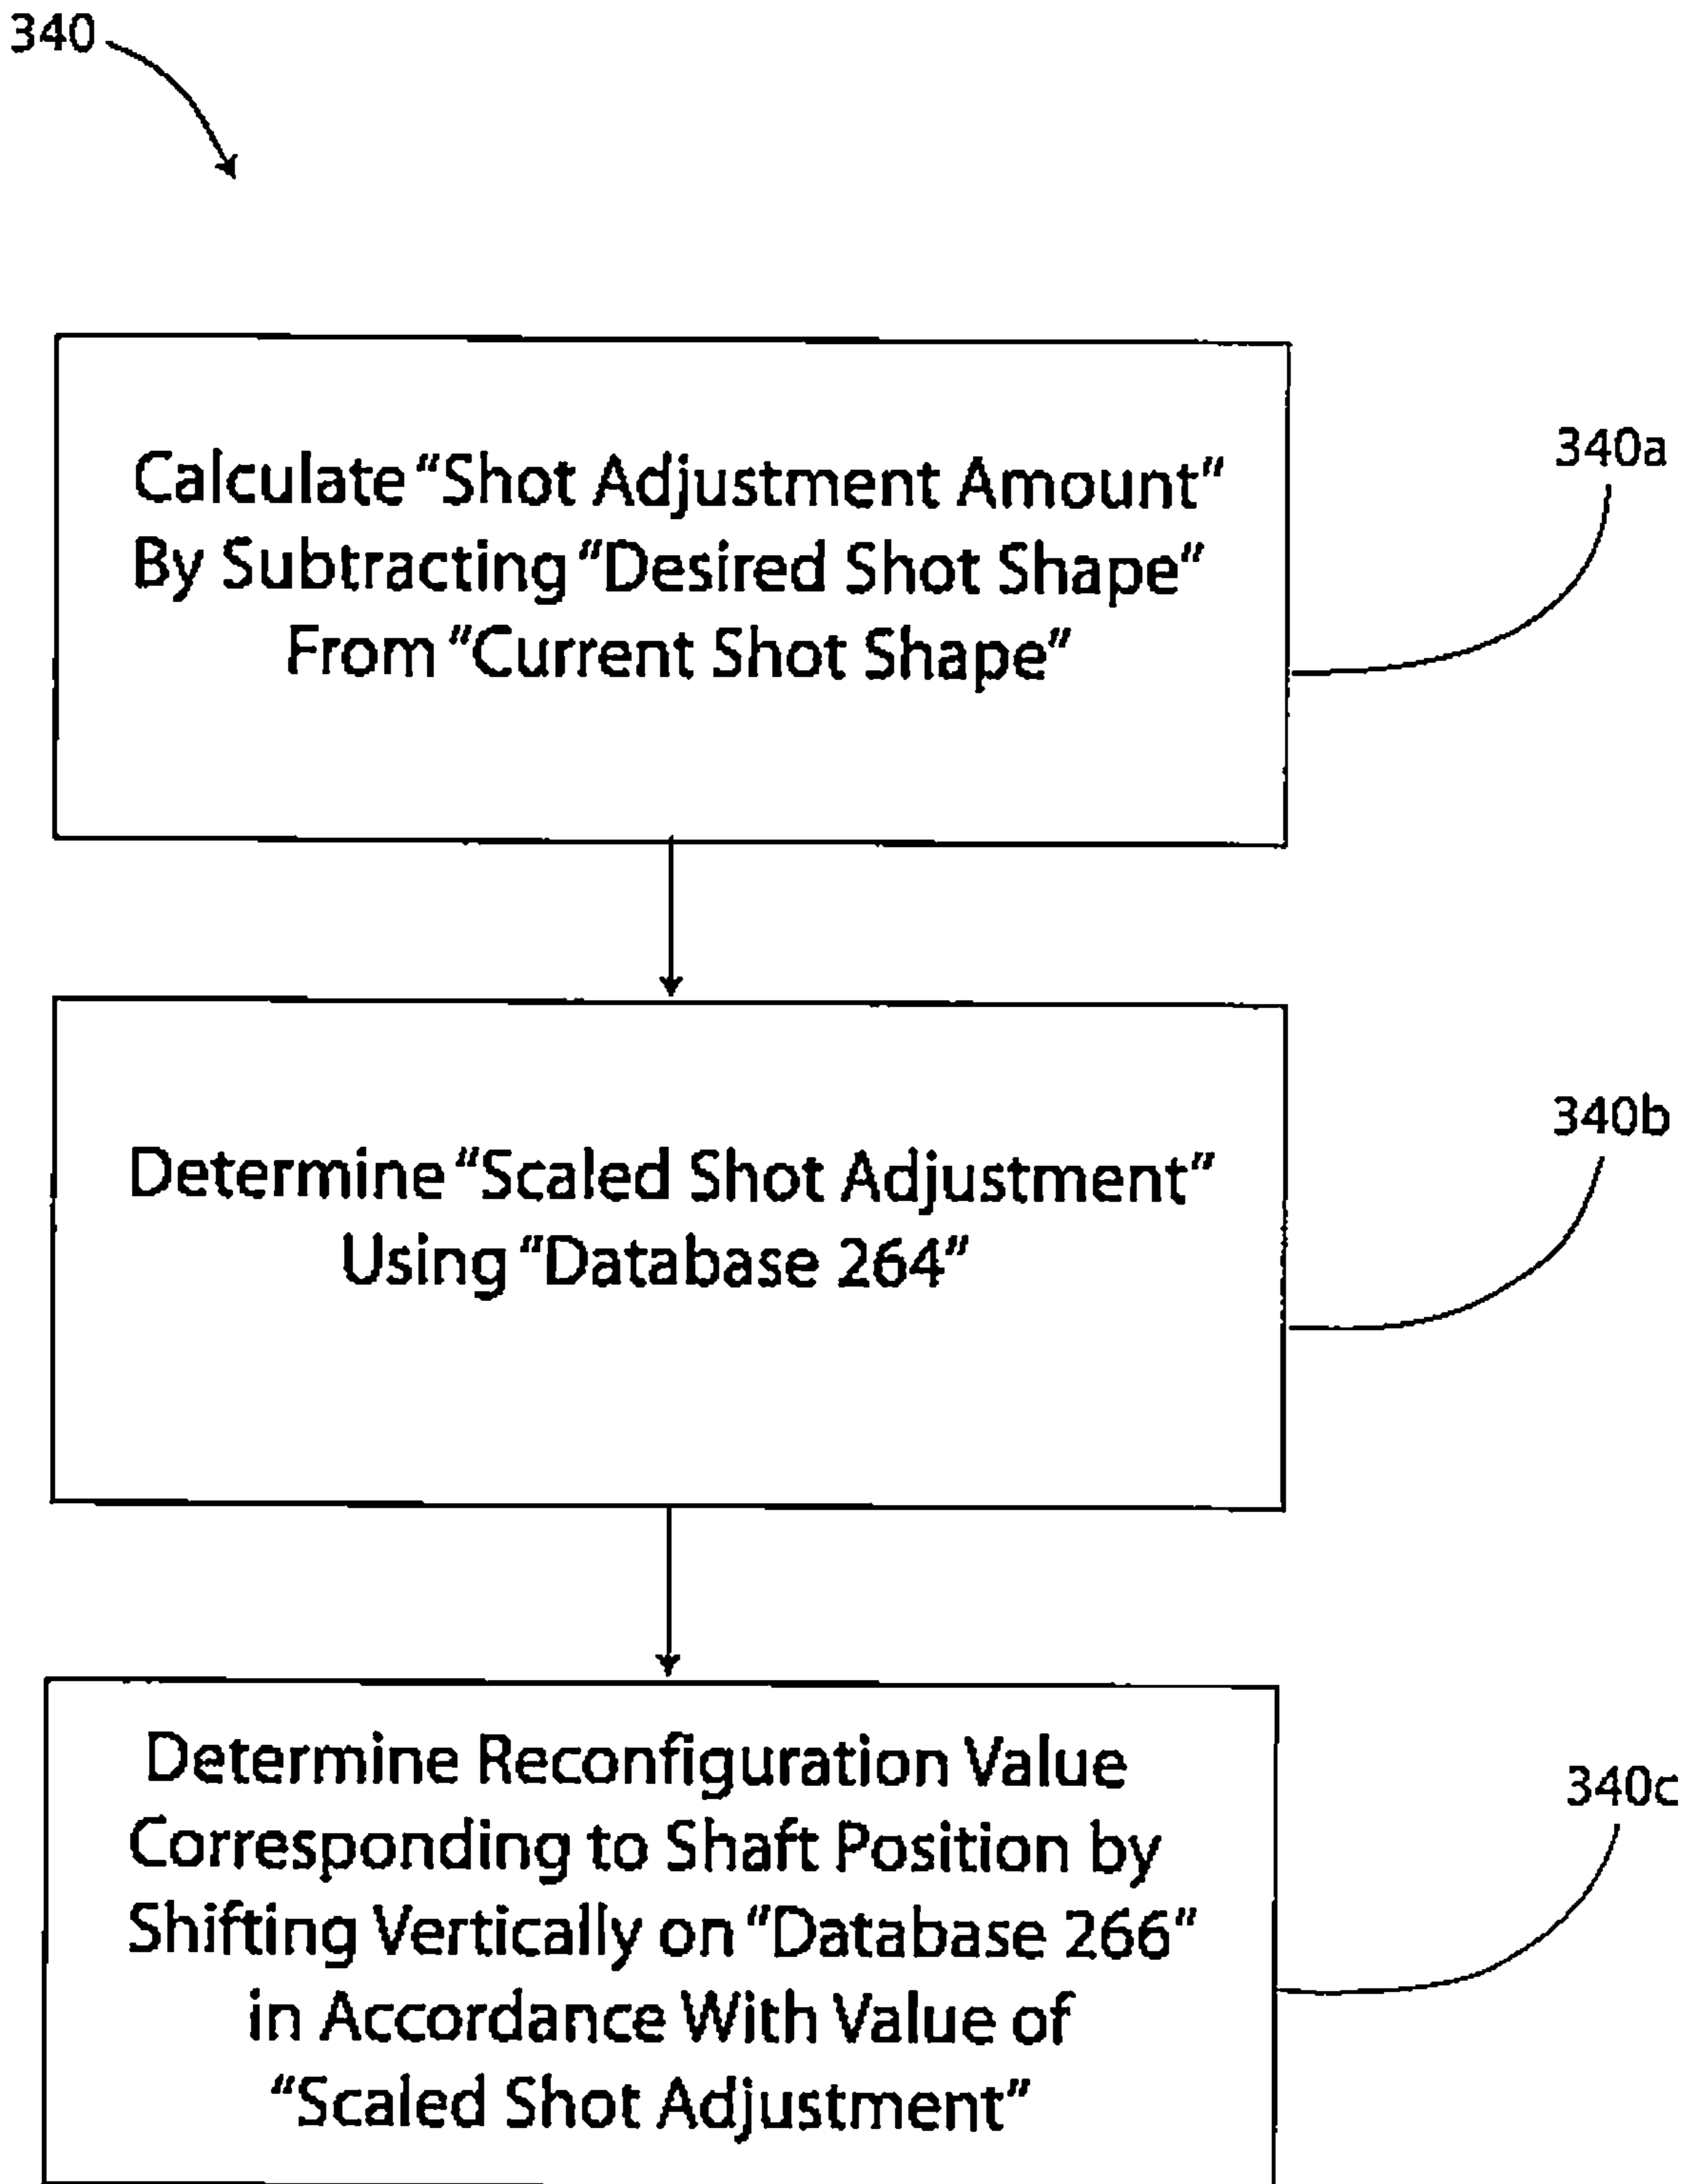 340
Calculate “Shot Adjustment Amount”
By Subtracting “Desired Shot Shape”
From “Current Shot Shape”
340a
Determine “Scaled Shot Adjustment”
Using “Database 264”
340b
Determine Reconfiguration Value
Corresponding to Shaft Position by
Shifting Vertically on “Database 266”
in Accordance With Value of
“Scaled Shot Adjustment”
340c